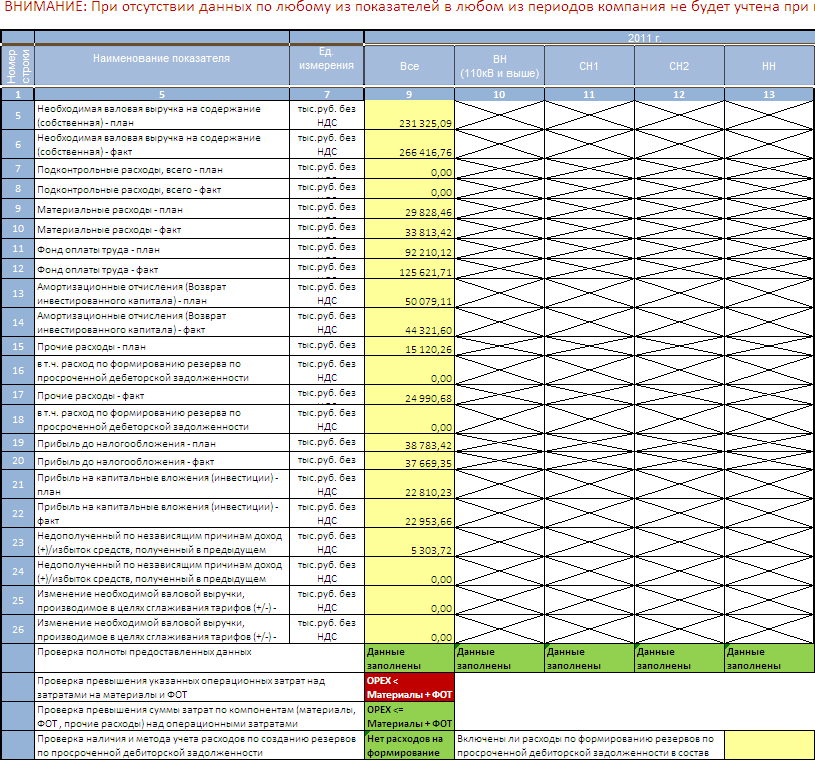 ВНИМАНИЕ: При отсутствии данных по любому из показателей в любом из периодов компания не будет учтена при
Номер строки Наименование показателя Ед. измерения 2011 г.
Все ВН (110кВ и выше) СН1 СН2 НН
1 5 7 9 10 11 12 13
5 Необходимая валовая выручка на содержание тыс.руб. без
(собственная) - план НДС 231 325,09
6 Необходимая валовая выручка на содержание тыс.руб. без
(собственная) - факт НДС 266 416,76
7 Подконтрольные расходы, всего - план тыс.руб. без 0,00
8 Подконтрольные расходы, всего - факт тыс.руб. без 0,00
9 Материальные расходы - план тыс.руб. без 29 828,46
10 Материальные расходы - факт тыс.руб. без 33 813,42
11 Фонд оплаты труда - план тыс.руб. без 92 210,12
12 Фонд оплаты труда - факт тыс.руб. без 125 621,71
13 Амортизационные отчисления (Возврат тыс.руб. без
инвестированного капитала) - план НДС 50 079,11
14 Амортизационные отчисления (Возврат тыс.руб. без
инвестированного капитала) - факт НДС 44 321,60
15 Прочие расходы - план тыс.руб. без 15 120,26
16 в т.ч. расход по формированию резерва по тыс.руб. без
просроченной дебеторской задолженности НДС 0,00
17 Прочие расходы - факт тыс.руб. без 24 990,68
18 в т.ч. расход по формированию резерва по тыс.руб. без
просроченной дебеторской задолженности НДС 0,00
19 Прибыль до налогообложения - план тыс.руб. без 38 783,42
20 Прибыль до налогообложения - факт тыс.руб. без 37 669,35
21 Прибыль на капитальные вложения (инвестиции) - тыс.руб. без
план НДС 22 810,23
22 Прибыль на капитальные вложения (инвестиции) - тыс.руб. без
факт НДС 22 953,66
23 Недополученный по независящим причинам доход тыс.руб. без
(+)/избыток средств, полученный в предыдущем НДС 5 303,72
24 Недополученный по независящим причинам доход тыс.руб. без
(+)/избыток средств, полученный в предыдущем НДС 0,00
25 Изменение необходимой валовой выручки, тыс.руб. без
производимое в целях сглаживания тарифов (+/-) - НДС 0,00
26 Изменение необходимой валовой выручки, тыс.руб. без
производимое в целях сглаживания тарифов (+/-) - НДС 0,00
Проверка полноты предоставленных данных Данные Данные Данные Данные Данные
заполнены заполнены заполнены заполнены заполнены
Проверка превышения указанных операционных затрат над OPEX <
затратами на материалы и ФОТ Материалы + ФОТ
Проверка превышения суммы затрат по компонентам (материалы, OPEX <=
ФОТ , прочие расходы) над операционными затратами Материалы + ФОТ
Проверка наличия и метода учета расходов по созданию резервов Нет расходов на Включены ли расходы по формированию резервов по
по просроченной дебиторской задолженности формирование просроченной дебиторской задолженности в состав